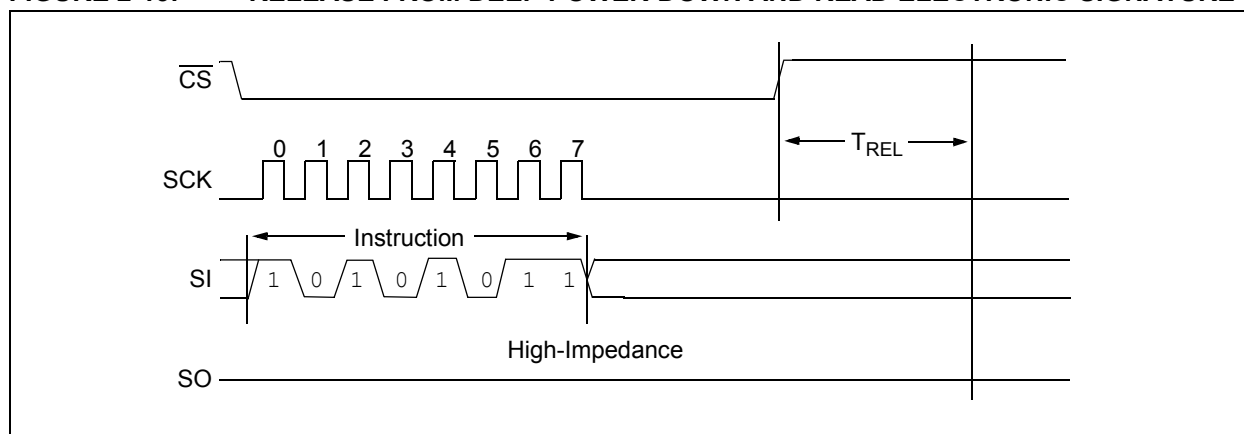 CS
TREL
0 1 2 3 4 5 6 7
SCK
Instruction
SI 1 0 1 0 1 0 1 1
High-Impedance
SO